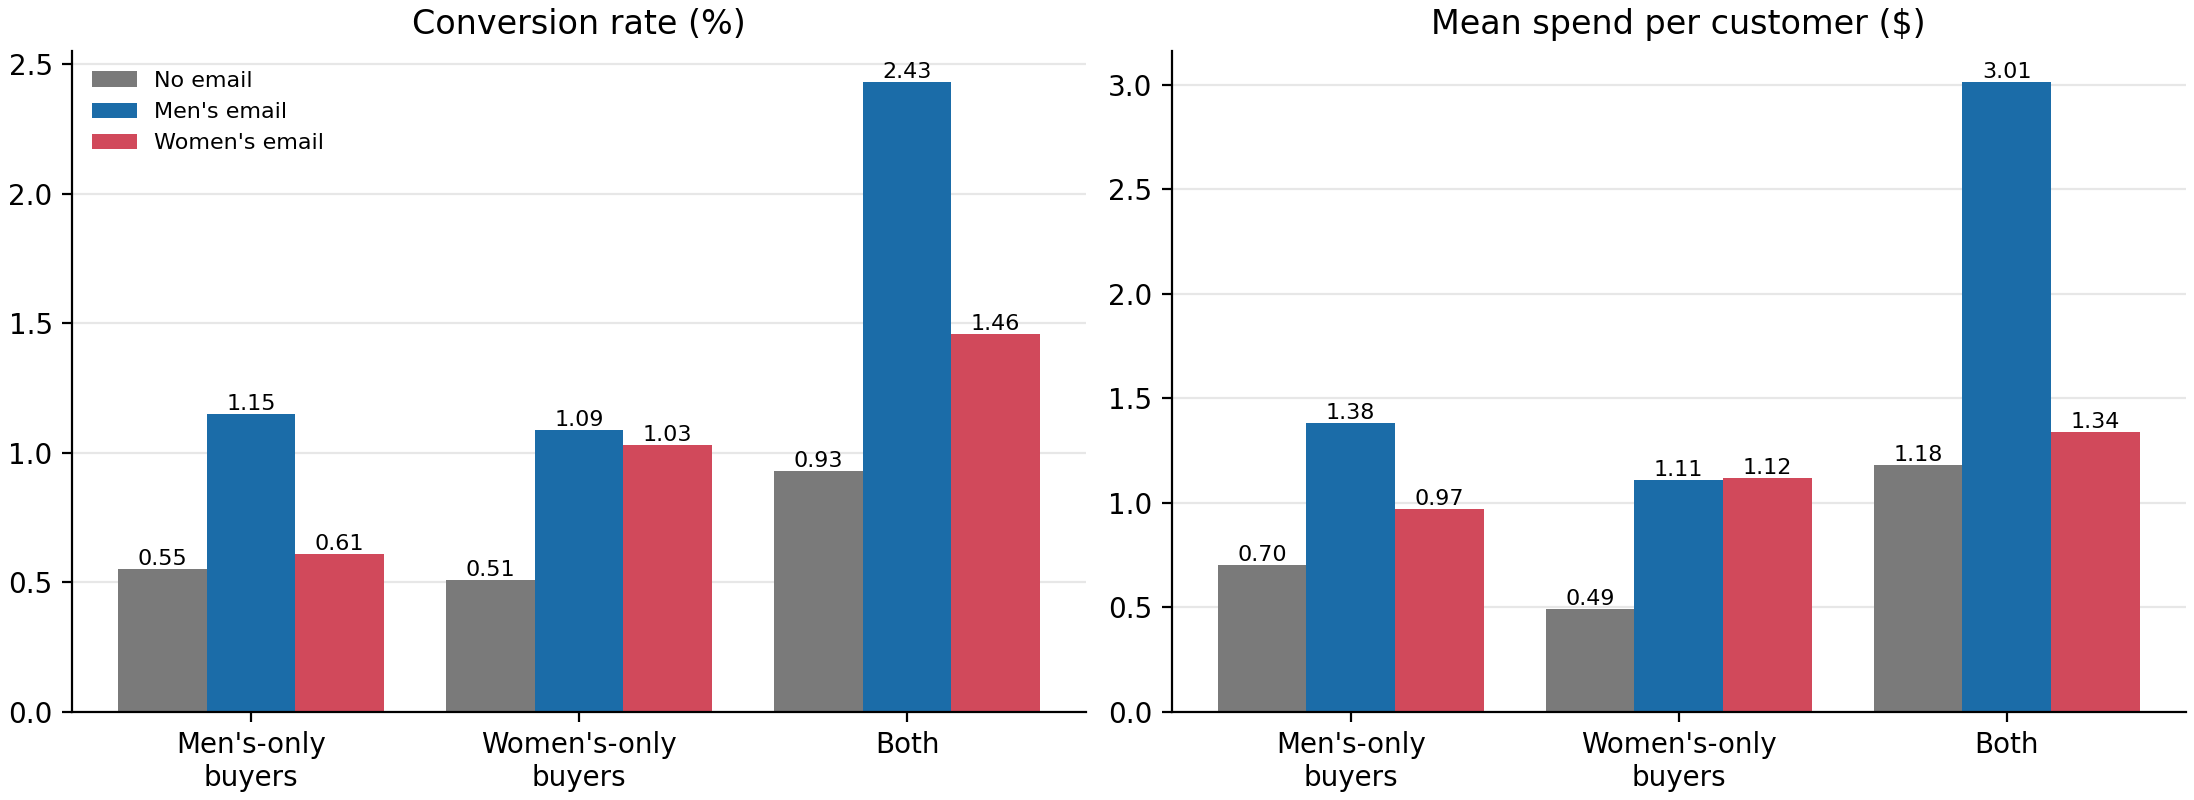 Conversion rate (%)
2.5
2.0
1.5
1.0
0.5
0.0
No email
Men's email
Women's email
0.55
1.15
0.61
0.51
1.09
1.03
0.93
2.43
1.46
Men's-only
buyers
Women's-only
buyers
Both
Mean spend per customer ($)
3.0
2.5
2.0
1.5
1.0
0.5
0.0
0.70
1.38
0.97
0.49
1.11
1.12
1.18
3.01
1.34
Men's-only
buyers
Women's-only
buyers
Both